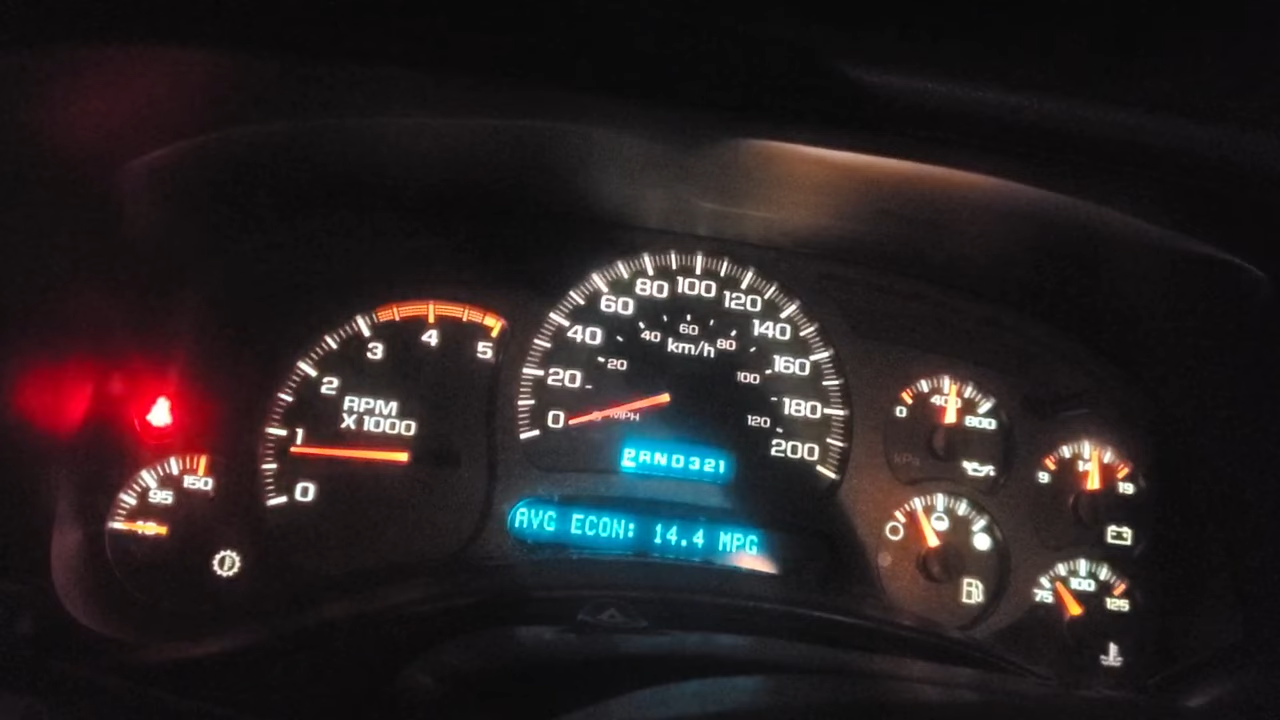 0 1 2 3 4 5
RPM
X1000
95 150
0 20 40 60 80 100 120 140 160 180 200
20 40 60 80 100 120
km/h
MPH
PRND321
AVG ECON: 14.4 MPG
0 400 800
kPa
9 14 19
75 100 125